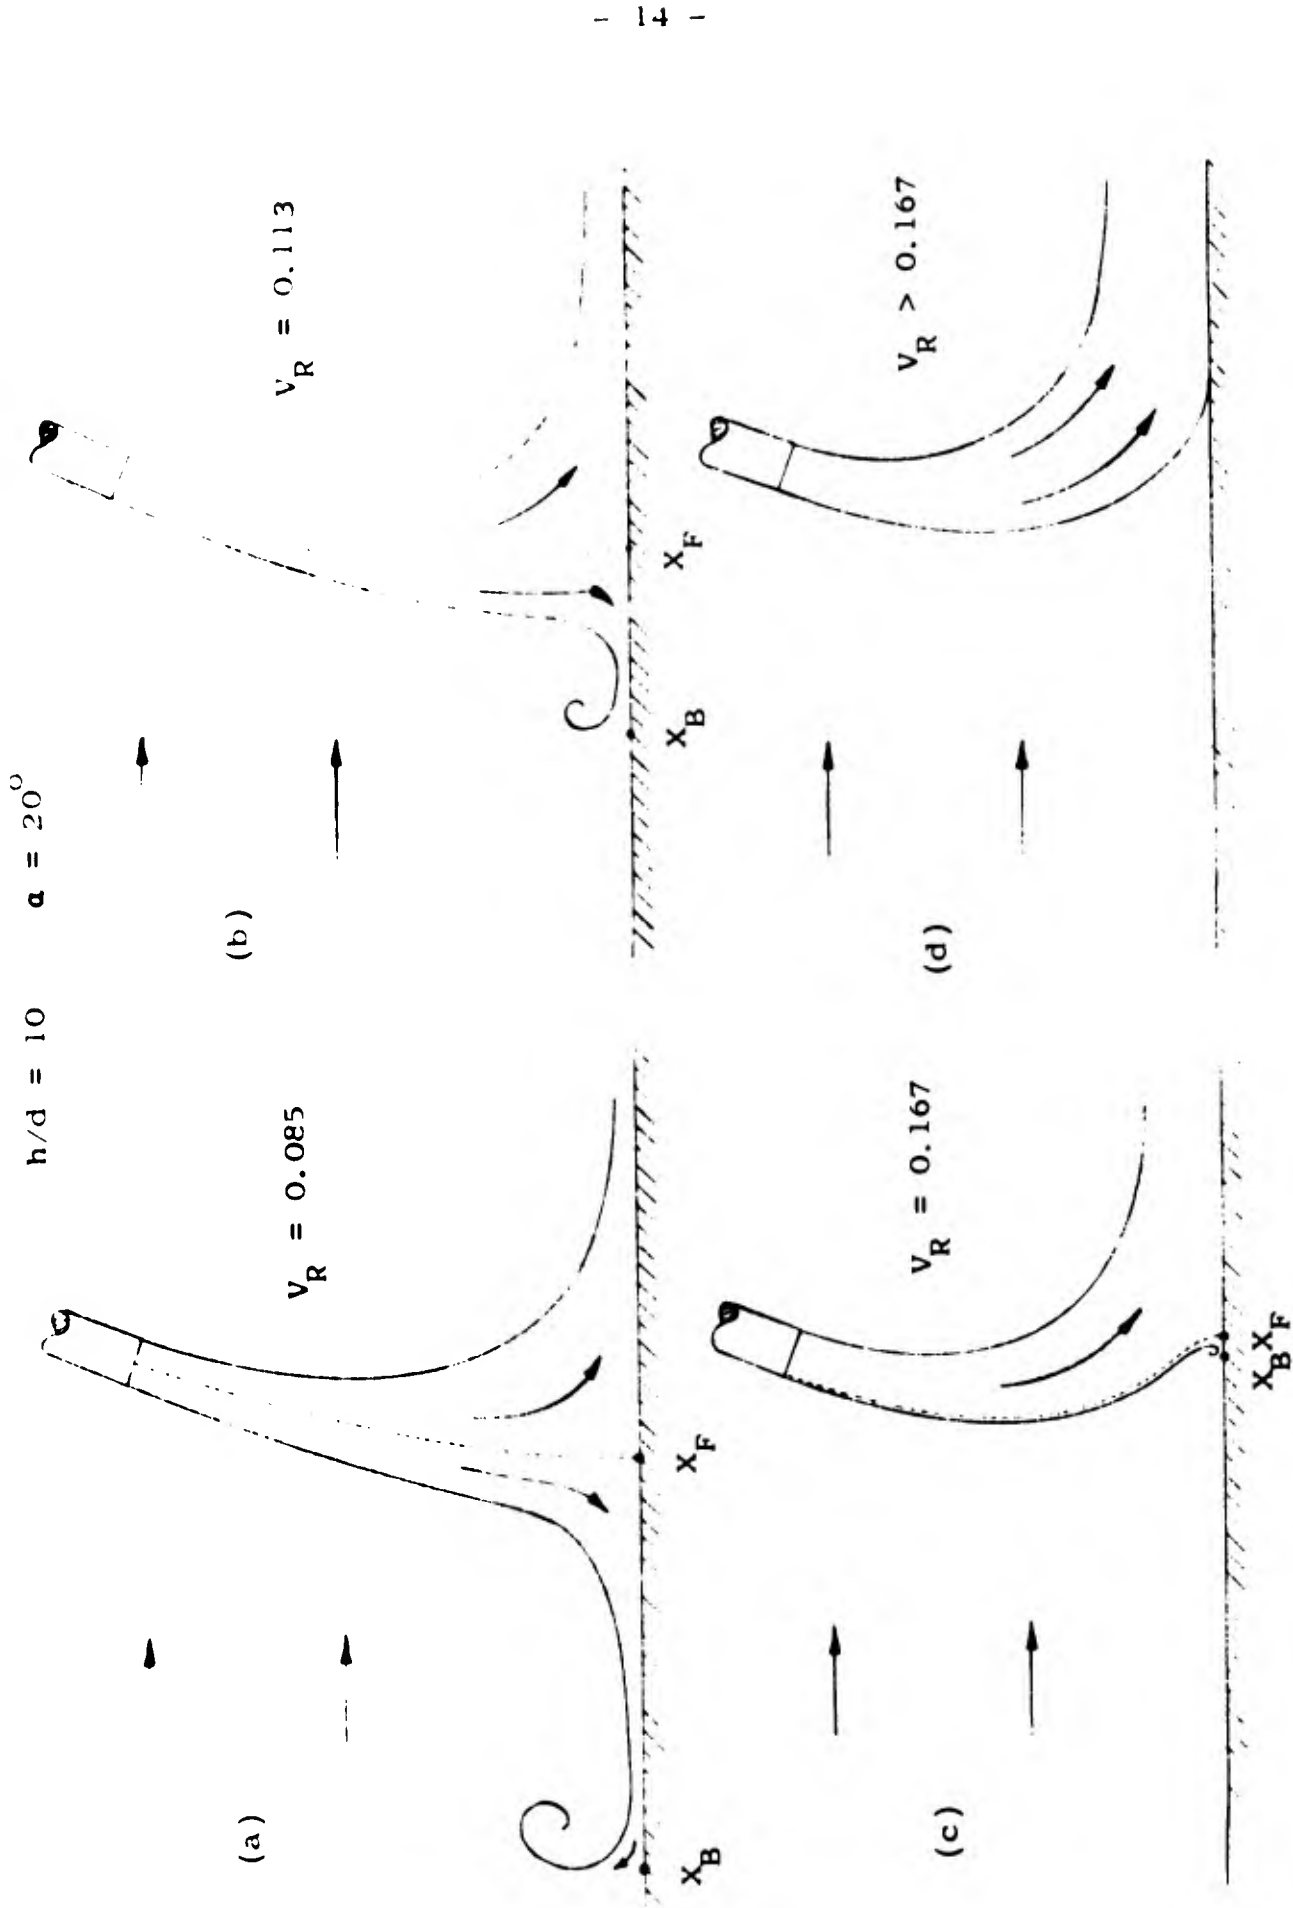 - 14 -
h/d = 10 α = 20°
(a)
V_R = 0.085
X_B
X_F
(b)
V_R = 0.113
X_B
X_F
(c)
V_R = 0.167
X_B X_F
(d)
V_R > 0.167